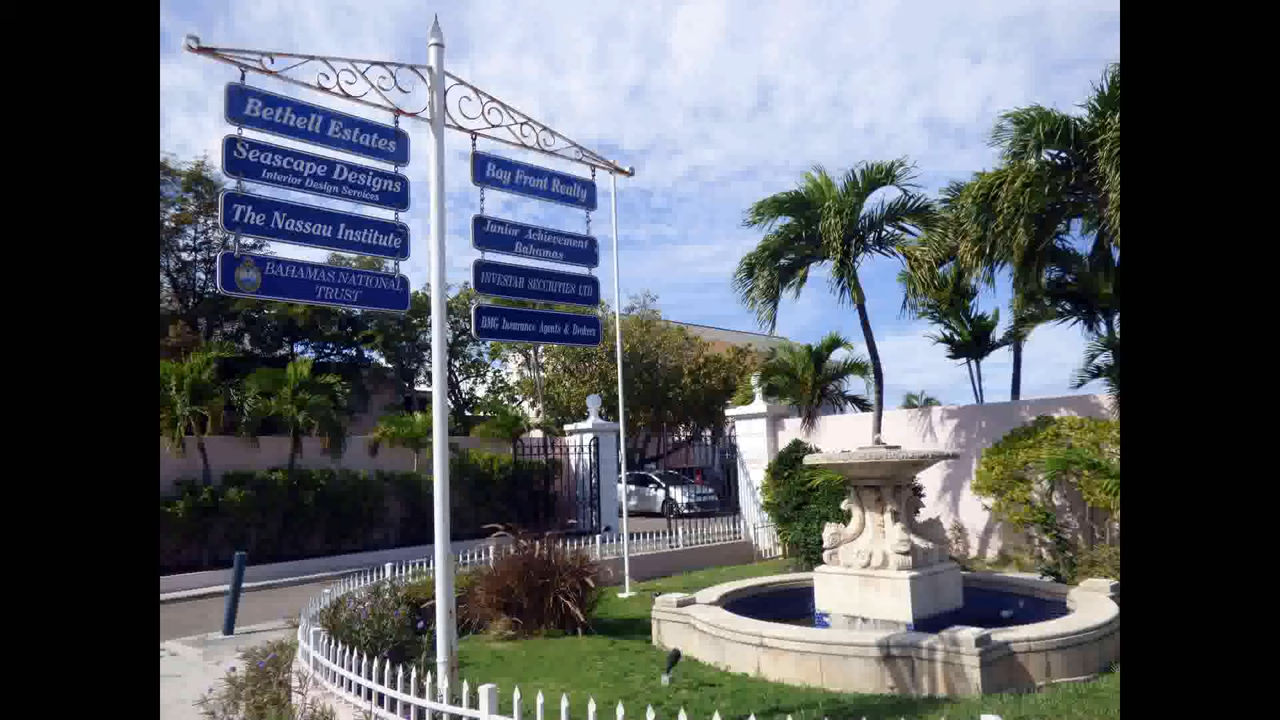 Bethell Estates
Seascape Designs
Interior Design Services
The Nassau Institute
BAHAMAS NATIONAL
TRUST
Bay Front Realty
Junior Achievement
Bahamas
INVESTAR SECURITIES LTD
BMG Insurance Agents & Brokers